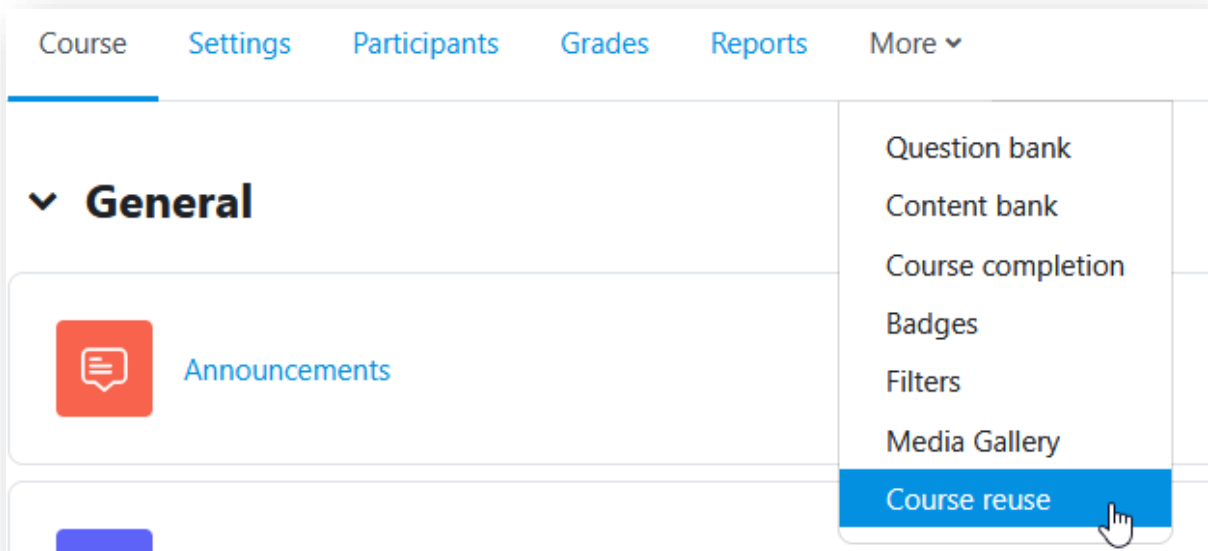 Course Settings Participants Grades Reports More
Question bank
General
Content bank
Course completion
Badges
Announcements
Filters
Media Gallery
Course reuse